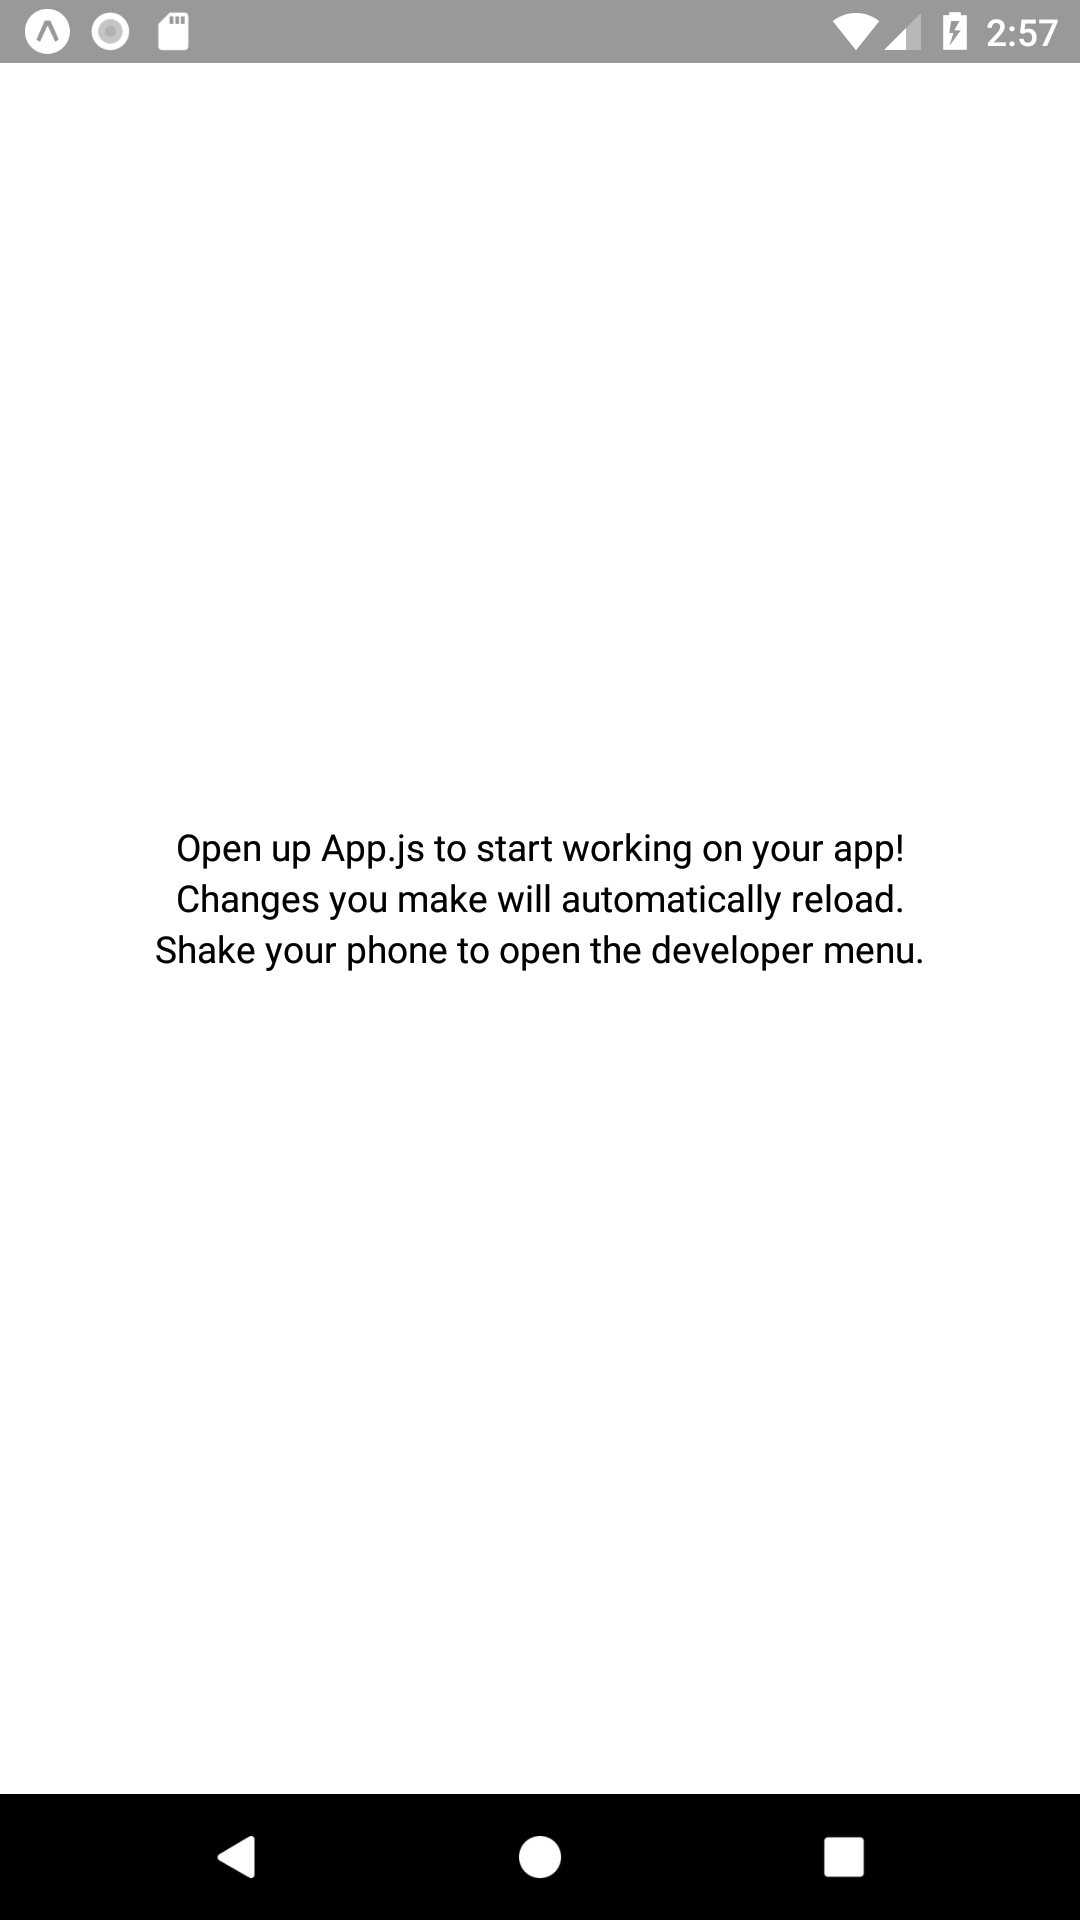 2:57
Open up App.js to start working on your app!
Changes you make will automatically reload.
Shake your phone to open the developer menu.